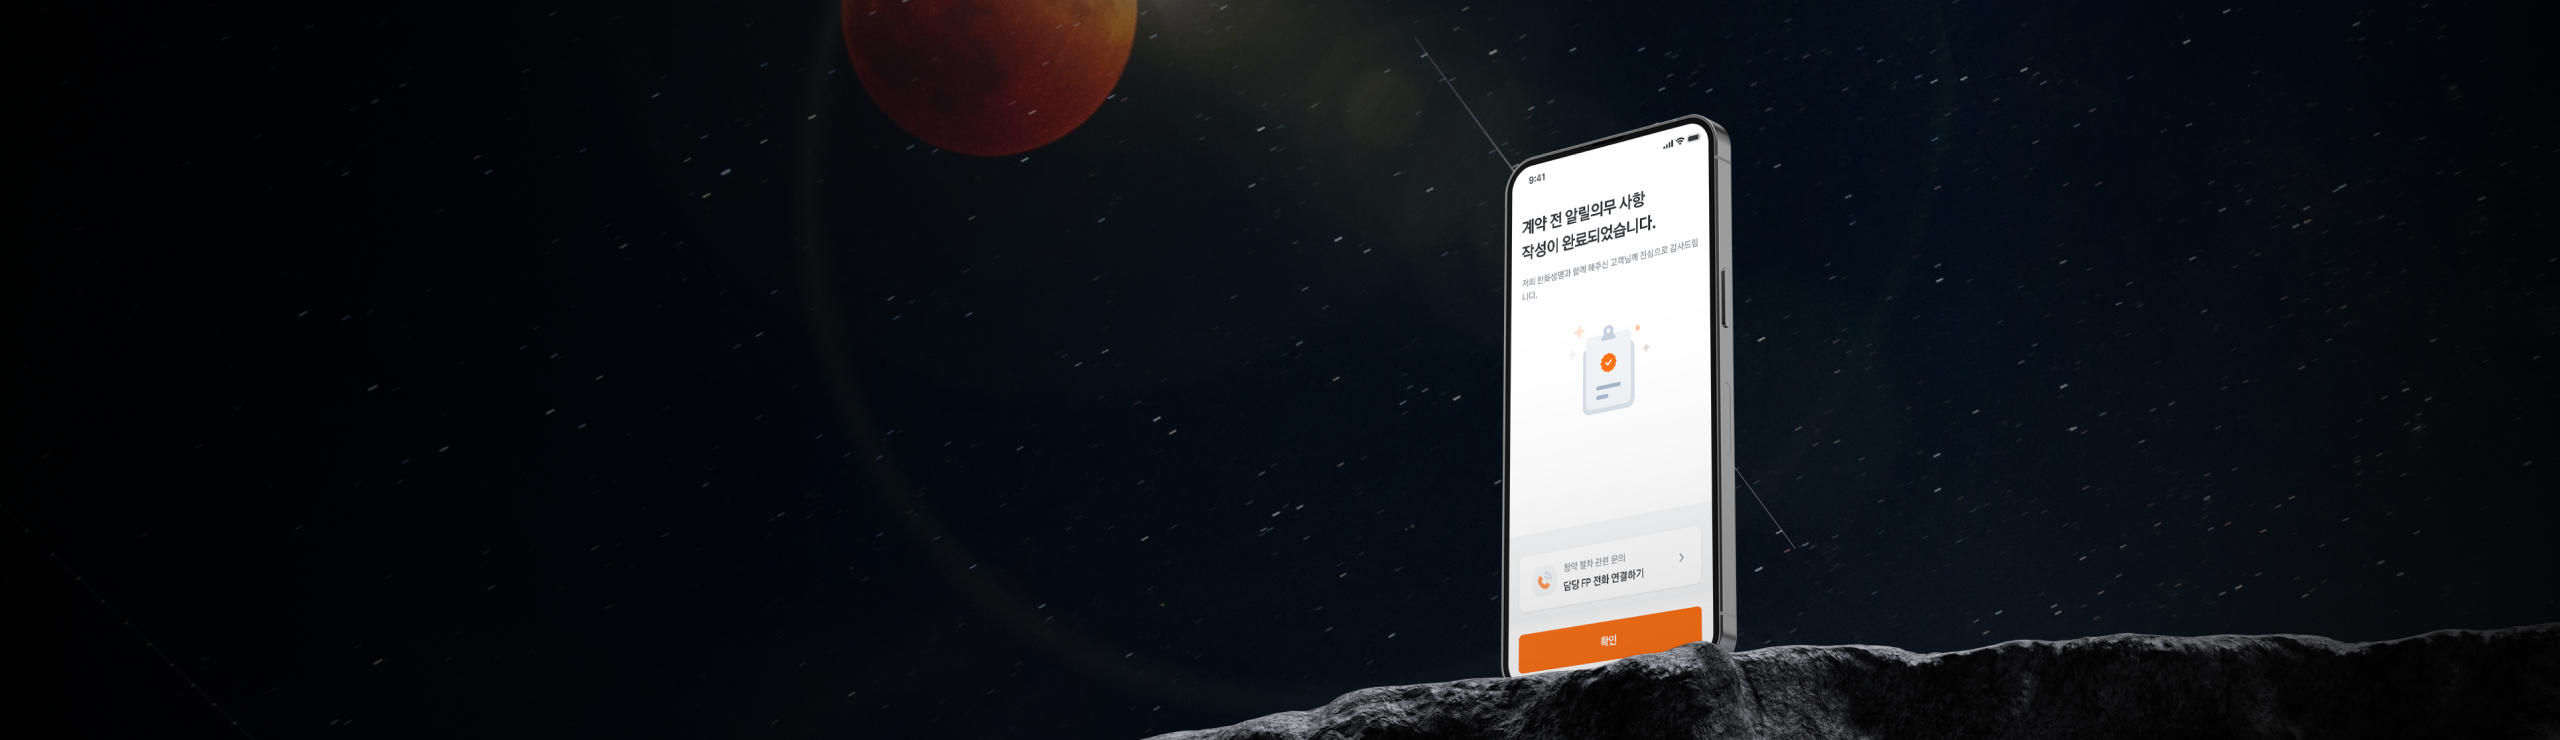 9:41
계약 전 알릴의무 사항
작성이 완료되었습니다.
저희 한화생명과 함께 해주신 고객님께 진심으로 감사드립
니다.
청약 절차 관련 문의
담당 FP 전화 연결하기
확인